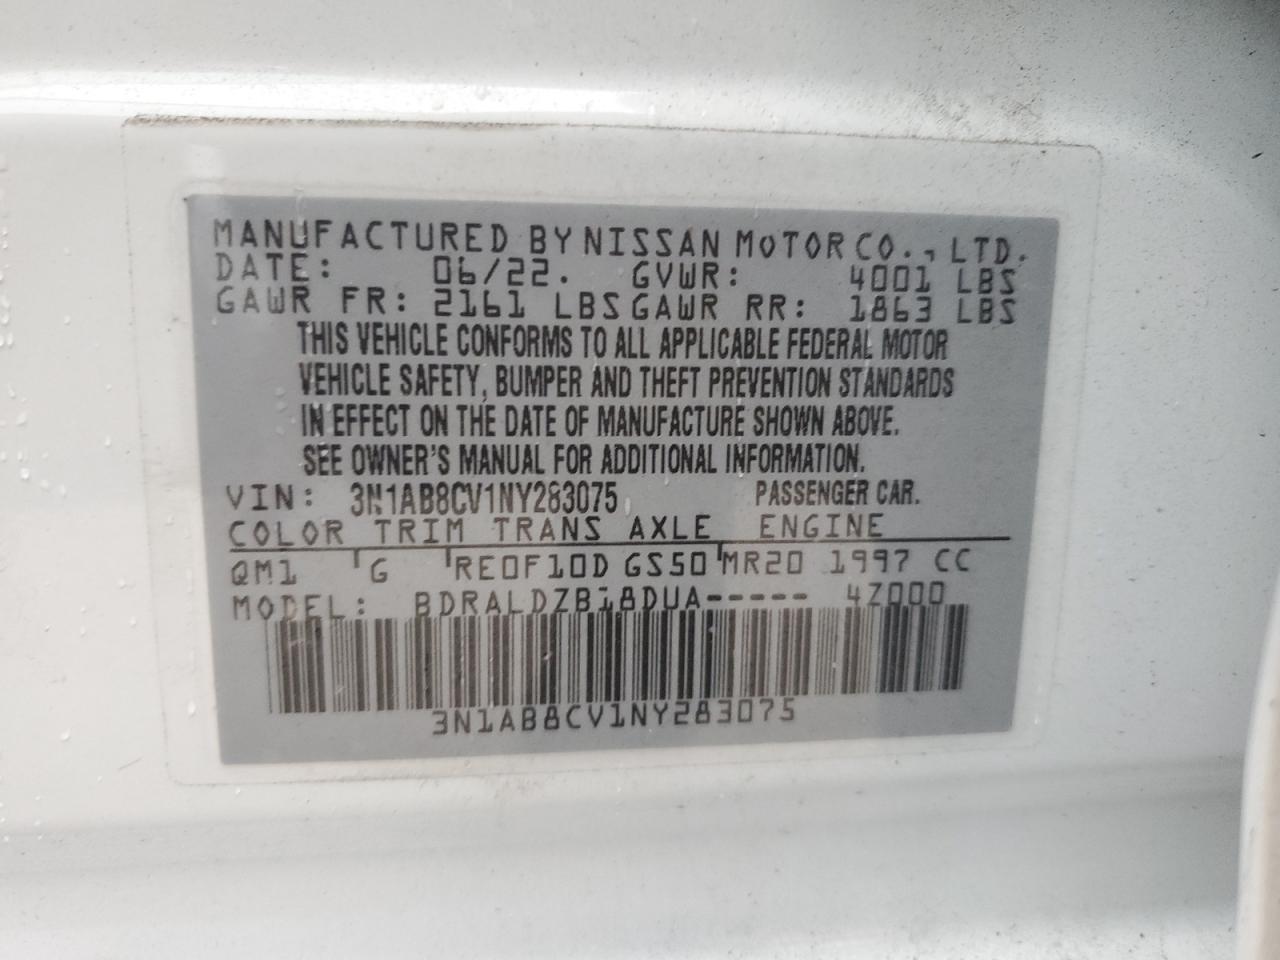 MANUFACTURED BY NISSAN MOTOR CO., LTD.
DATE: 06/22. GVWR: 4001 LBS
GAWR FR: 2161 LBS GAWR RR: 1863 LBS
THIS VEHICLE CONFORMS TO ALL APPLICABLE FEDERAL MOTOR
VEHICLE SAFETY, BUMPER AND THEFT PREVENTION STANDARDS
IN EFFECT ON THE DATE OF MANUFACTURE SHOWN ABOVE.
SEE OWNER'S MANUAL FOR ADDITIONAL INFORMATION.
VIN: 3N1AB8CV1NY283075 PASSENGER CAR.
COLOR TRIM TRANS AXLE ENGINE
QM1 G RE0F10D GS50 MR20 1997 CC
MODEL: BDRALDZB18DUA----- 4Z000
3N1AB8CV1NY283075